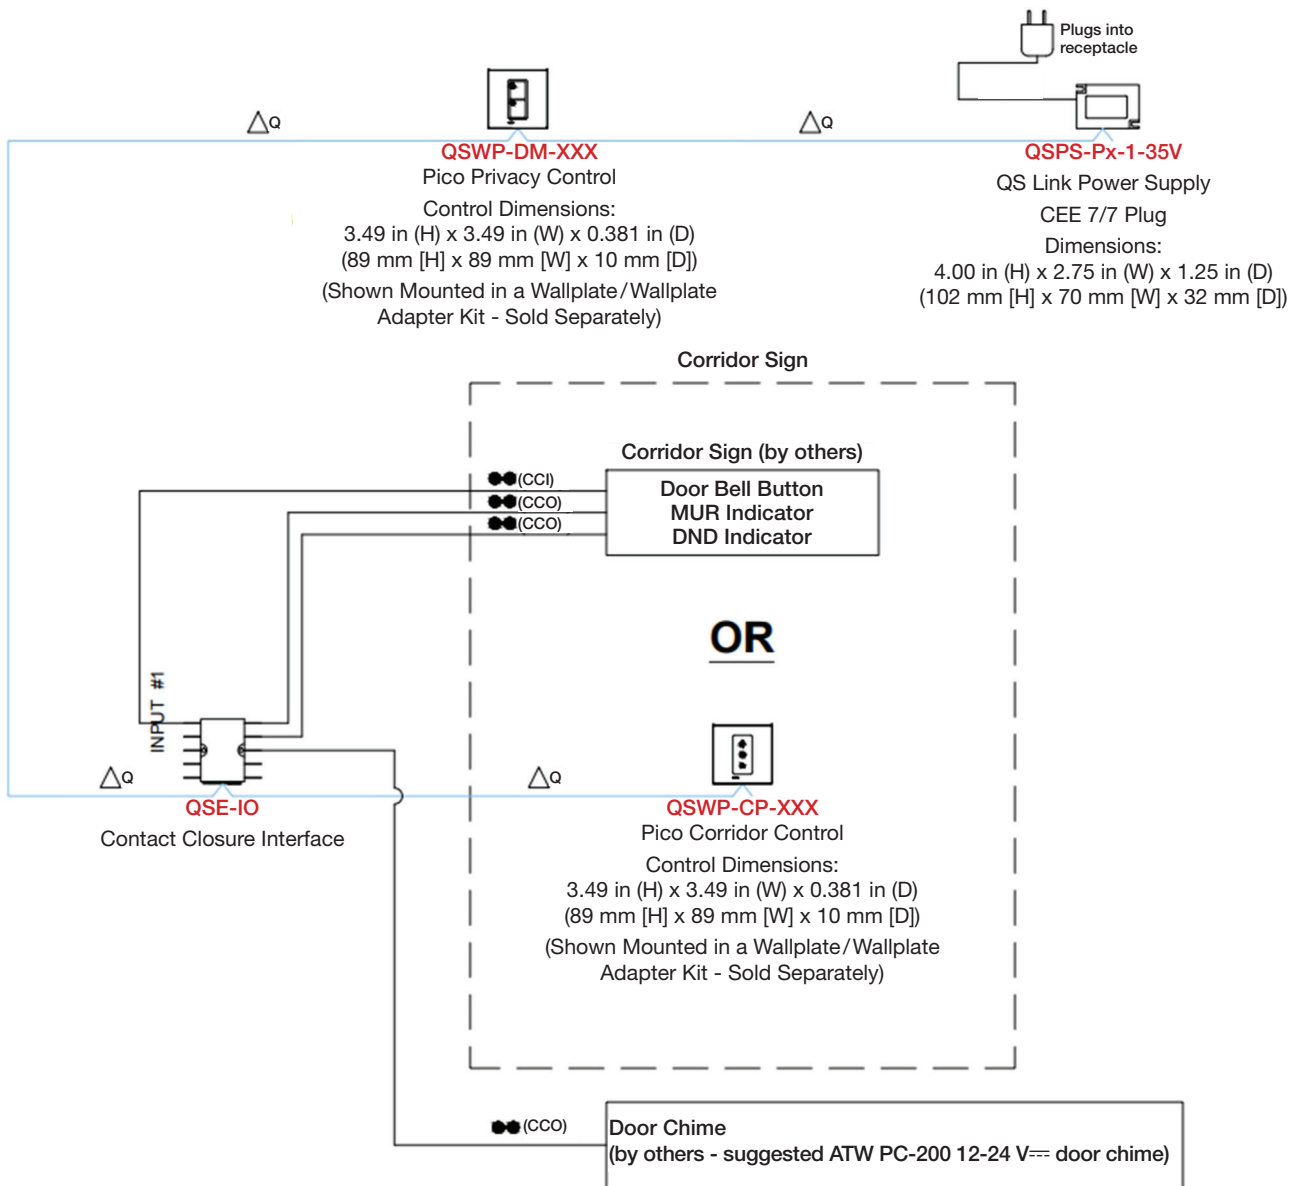 Plugs into
receptacle
Q
Q
QSWP-DM-XXX
Pico Privacy Control
Control Dimensions:
3.49 in (H) x 3.49 in (W) x 0.381 in (D)
(89 mm [H] x 89 mm [W] x 10 mm [D])
(Shown Mounted in a Wallplate/Wallplate
Adapter Kit - Sold Separately)
QSPS-Px-1-35V
QS Link Power Supply
CEE 7/7 Plug
Dimensions:
4.00 in (H) x 2.75 in (W) x 1.25 in (D)
(102 mm [H] x 70 mm [W] x 32 mm [D])
Corridor Sign
Corridor Sign (by others)
(CCI)
(CCO)
(CCO)
Door Bell Button
MUR Indicator
DND Indicator
OR
INPUT #1
Q
Q
QSE-IO
Contact Closure Interface
QSWP-CP-XXX
Pico Corridor Control
Control Dimensions:
3.49 in (H) x 3.49 in (W) x 0.381 in (D)
(89 mm [H] x 89 mm [W] x 10 mm [D])
(Shown Mounted in a Wallplate/Wallplate
Adapter Kit - Sold Separately)
(CCO)
Door Chime
(by others - suggested ATW PC-200 12-24 V⎓ door chime)